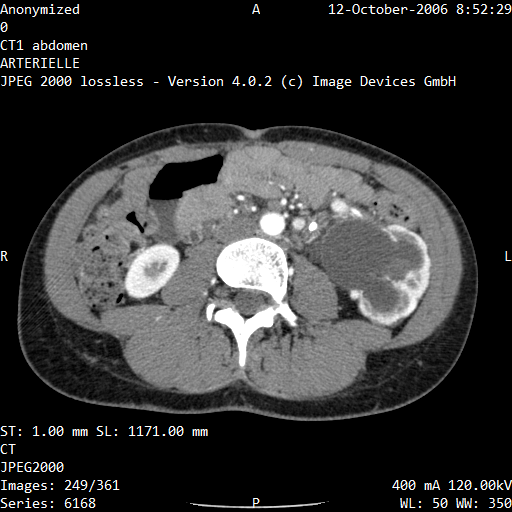 Anonymized A 12-October-2006 8:52:29
0
CT1 abdomen
ARTERIELLE
JPEG 2000 lossless - Version 4.0.2 (c) Image Devices GmbH
R L
ST: 1.00 mm SL: 1171.00 mm
CT
JPEG2000
Images: 249/361 400 mA 120.00kV
Series: 6168 P WL: 50 WW: 350